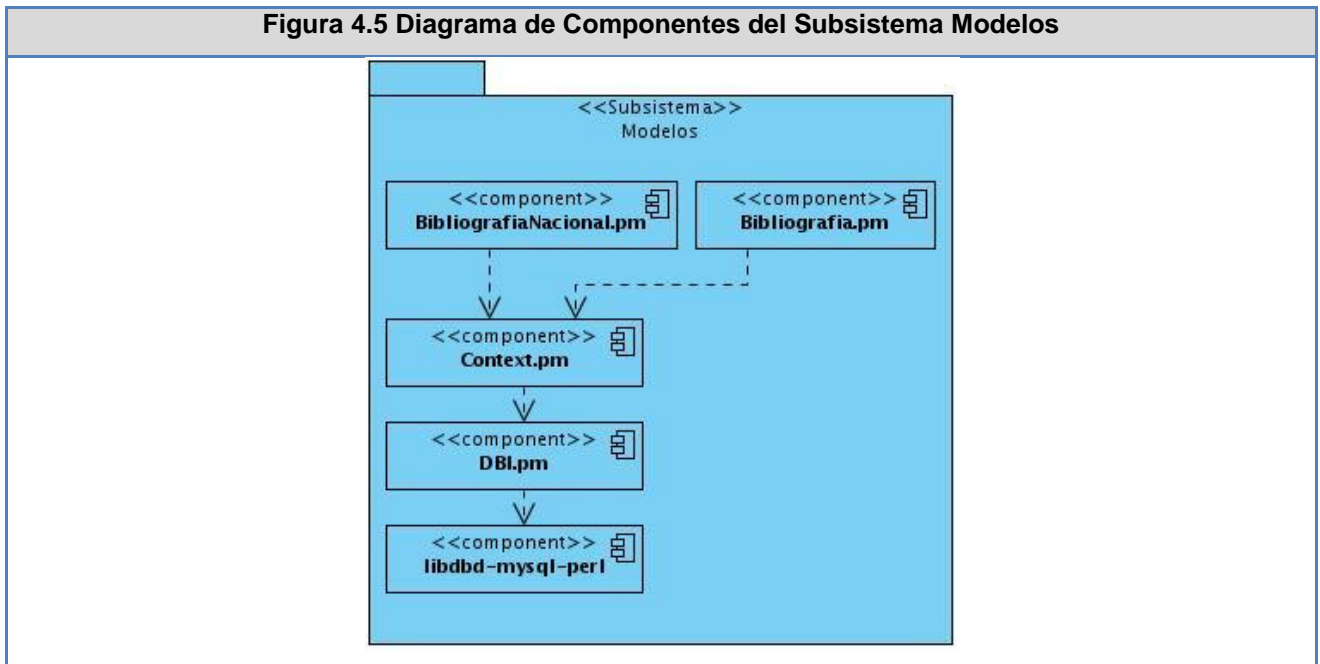 Figura 4.5 Diagrama de Componentes del Subsistema Modelos
<<Subsistema>>
Modelos
<<component>>
BibliografiaNacional.pm
<<component>>
Bibliografia.pm
<<component>>
Context.pm
<<component>>
DBI.pm
<<component>>
libdbd-mysql-perl